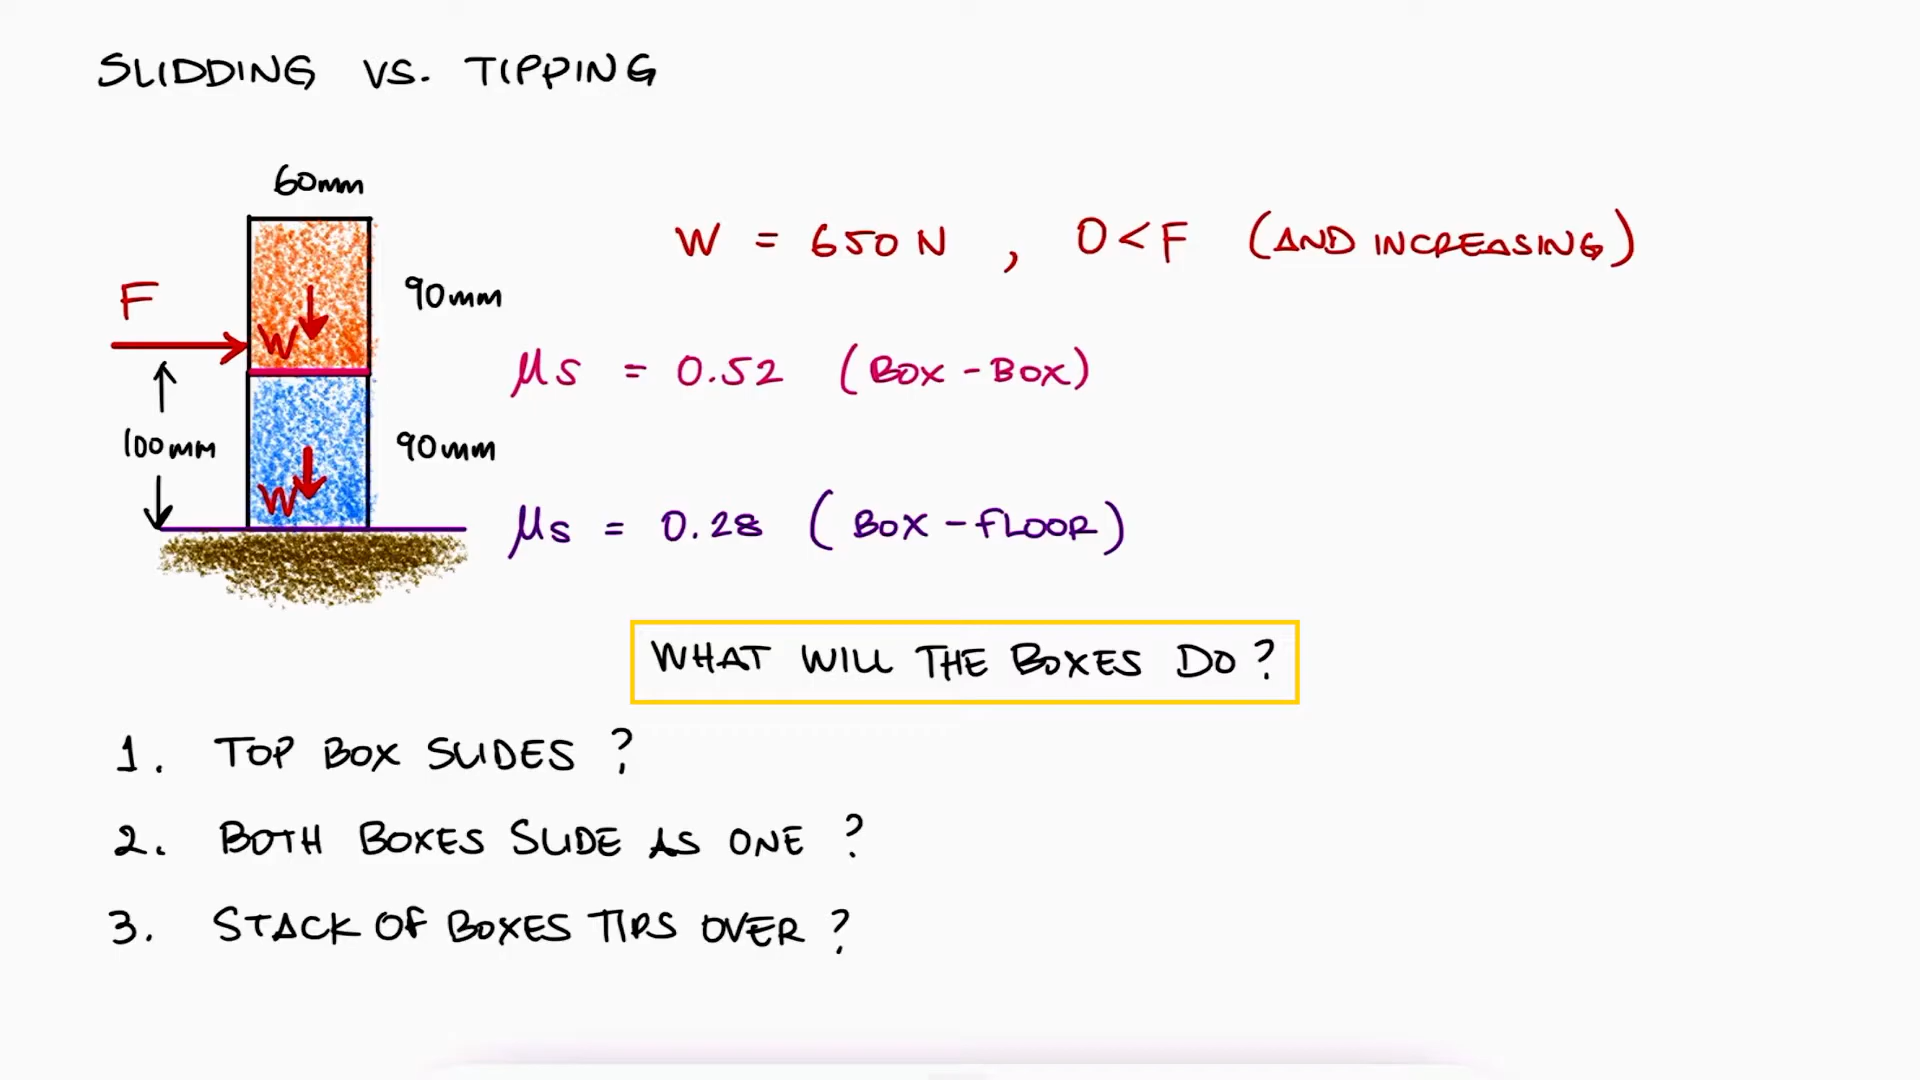 SLIDDING VS. TIPPING
60mm
W = 650 N , 0 < F (AND INCREASING)
F
90mm
W
μs = 0.52 (BOX - BOX)
100mm
90mm
W
μs = 0.28 (BOX - FLOOR)
WHAT WILL THE BOXES DO?
1. TOP BOX SLIDES ?
2. BOTH BOXES SLIDE AS ONE ?
3. STACK OF BOXES TIPS OVER ?